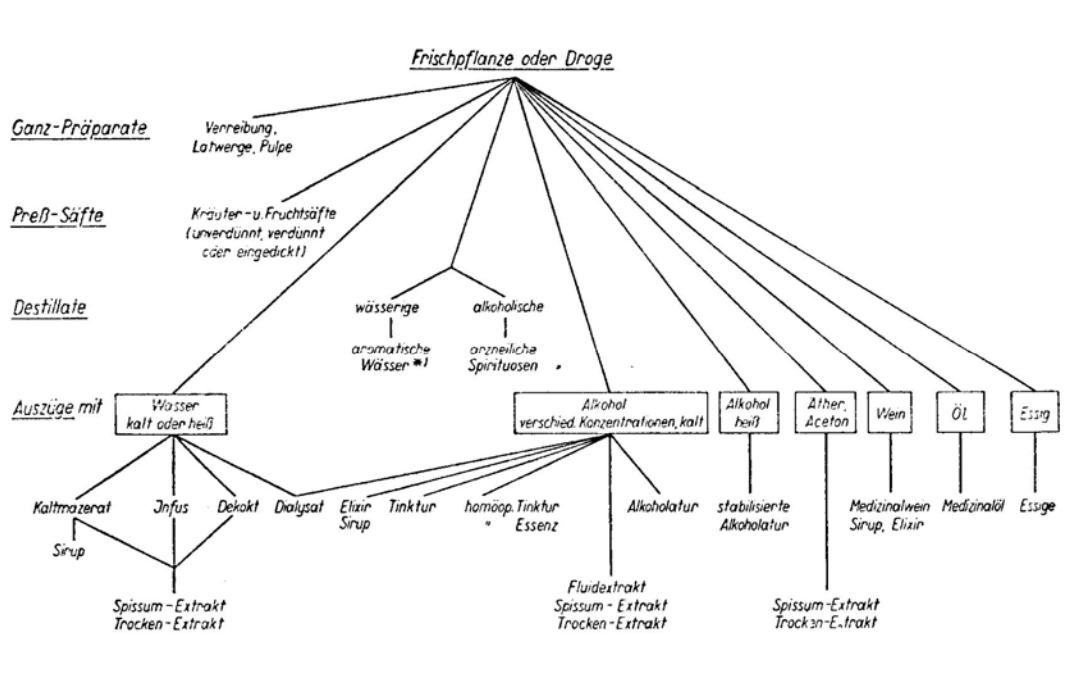 Frischpflanze oder Droge
Ganz-Präparate
Verreibung,
Latwerge, Pulpe
Preß-Säfte
Kräuter-u. Fruchtsäfte
(unverdünnt, verdünnt
oder eingedickt)
Destillate
wässerige
alkoholische
aromatische
Wässer *)
arzneiliche
Spirituosen
Auszüge mit
Wasser
kalt oder heiß
Alkohol
verschied. Konzentrationen, kalt
Alkohol
heiß
Äther,
Aceton
Wein
Öl
Essig
Kaltmazerat
Jnfus
Dekokt
Dialysat
Elixir
Sirup
Tinktur
homöop. Tinktur
" Essenz
Alkoholatur
stabilisierte
Alkoholatur
Medizinalwein
Sirup, Elixir
Medizinalöl
Essige
Sirup
Spissum-Extrakt
Trocken-Extrakt
Fluidextrakt
Spissum - Extrakt
Trocken-Extrakt
Spissum-Extrakt
Trocken-Extrakt